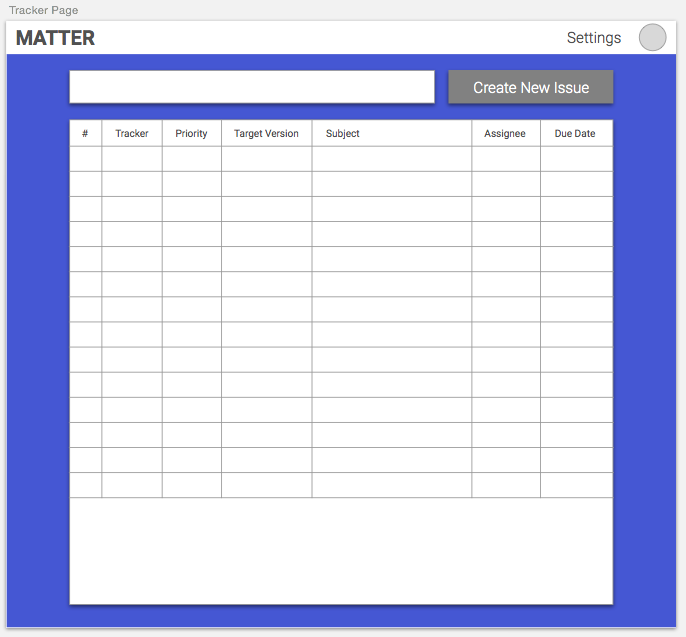 Tracker Page
MATTER
Settings
Create New Issue
# Tracker Priority Target Version Subject Assignee Due Date